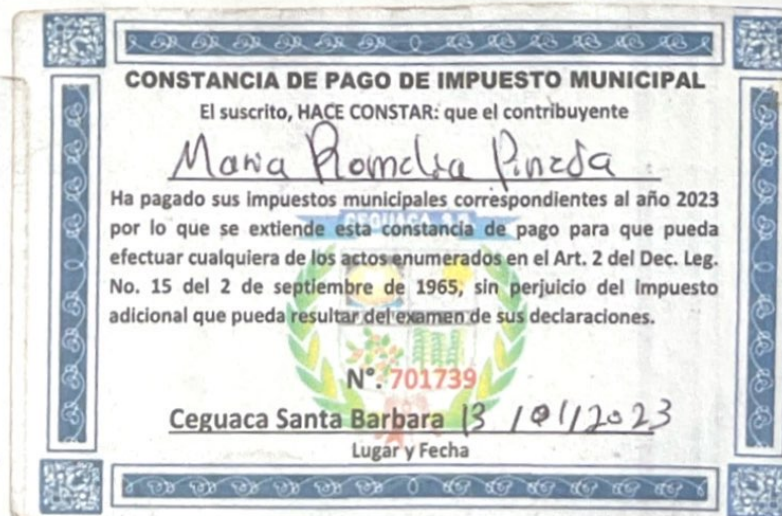 CONSTANCIA DE PAGO DE IMPUESTO MUNICIPAL
El suscrito, HACE CONSTAR: que el contribuyente
Maria Romelia Pineda
Ha pagado sus impuestos municipales correspondientes al año 2023
por lo que se extiende esta constancia de pago para que pueda
efectuar cualquiera de los actos enumerados en el Art. 2 del Dec. Leg.
No. 15 del 2 de septiembre de 1965, sin perjuicio del impuesto
adicional que pueda resultar del examen de sus declaraciones.
CEGUACA S.B.
N°. 701739
Ceguaca Santa Barbara 13 / 01 / 2023
Lugar y Fecha